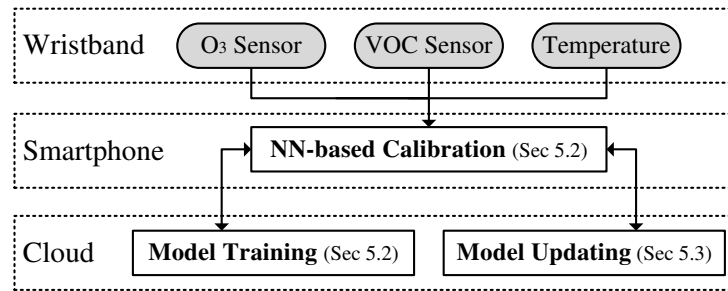 Wristband
O3 Sensor
VOC Sensor
Temperature
Smartphone
NN-based Calibration (Sec 5.2)
Cloud
Model Training (Sec 5.2)
Model Updating (Sec 5.3)